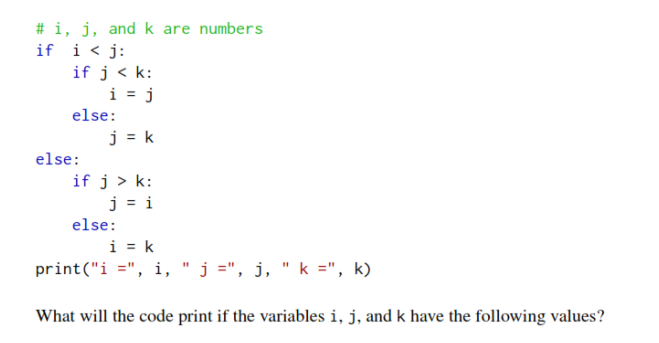 # i, j, and k are numbers
if  i < j:
    if j < k:
        i = j
    else:
        j = k
else:
    if j > k:
        j = i
    else:
        i = k
print("i =", i, " j =", j, " k =", k)
What will the code print if the variables i, j, and k have the following values?